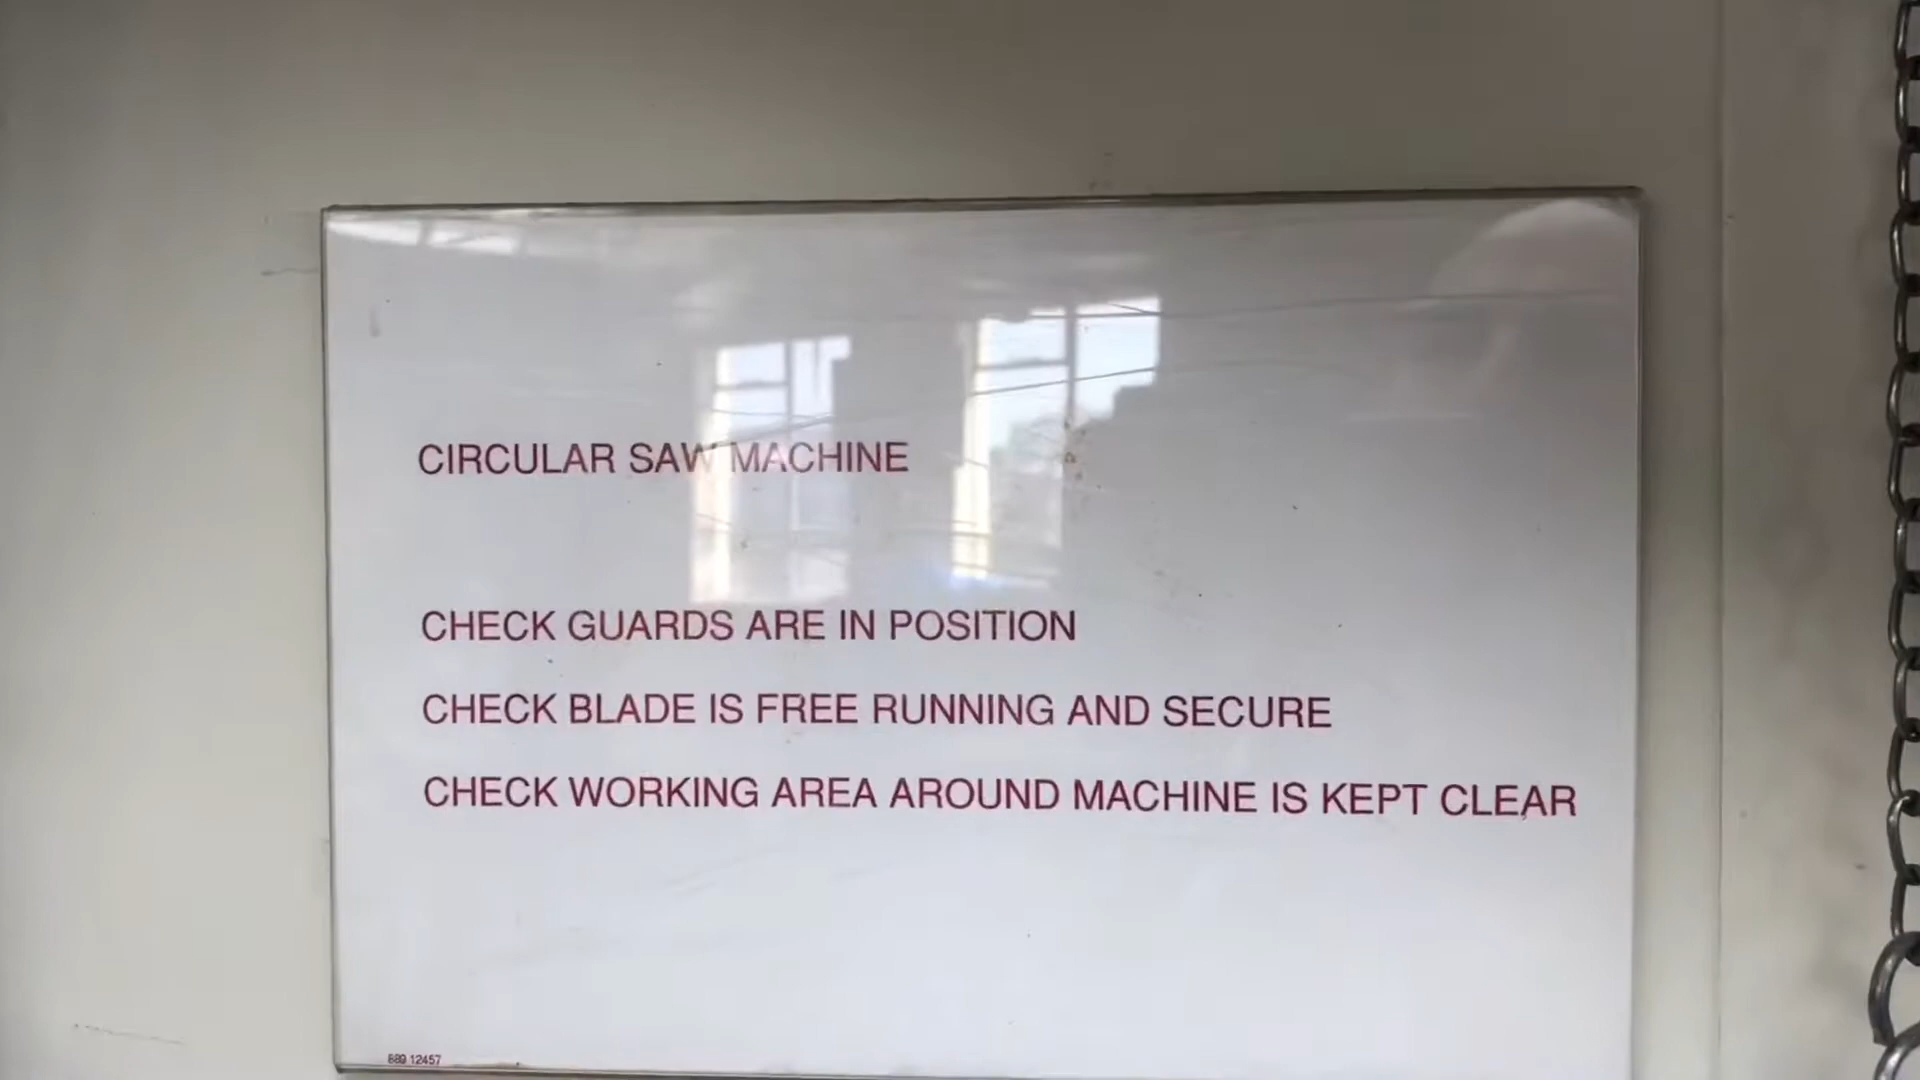 CIRCULAR SAW MACHINE
CHECK GUARDS ARE IN POSITION
CHECK BLADE IS FREE RUNNING AND SECURE
CHECK WORKING AREA AROUND MACHINE IS KEPT CLEAR
12457